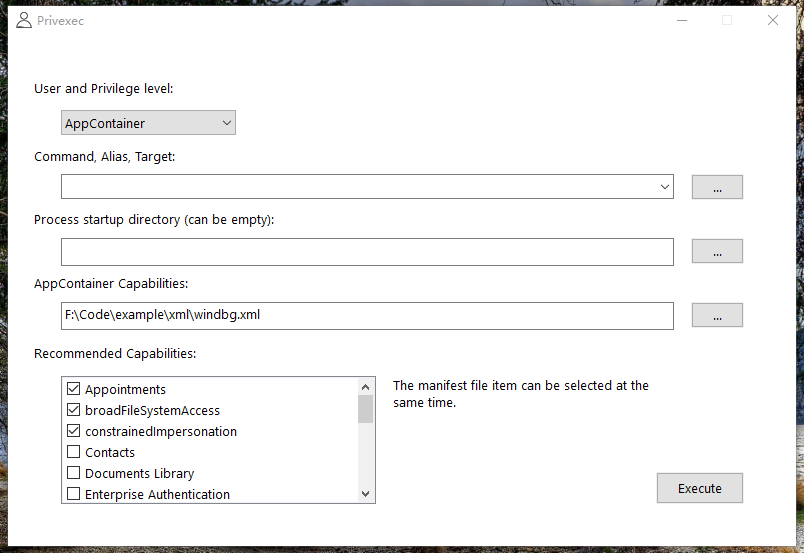 Privexec
User and Privilege level:
AppContainer
Command, Alias, Target:
...
Process startup directory (can be empty):
...
AppContainer Capabilities:
F:\Code\example\xml\windbg.xml
...
Recommended Capabilities:
Appointments
broadFileSystemAccess
constrainedImpersonation
Contacts
Documents Library
Enterprise Authentication
The manifest file item can be selected at the
same time.
Execute